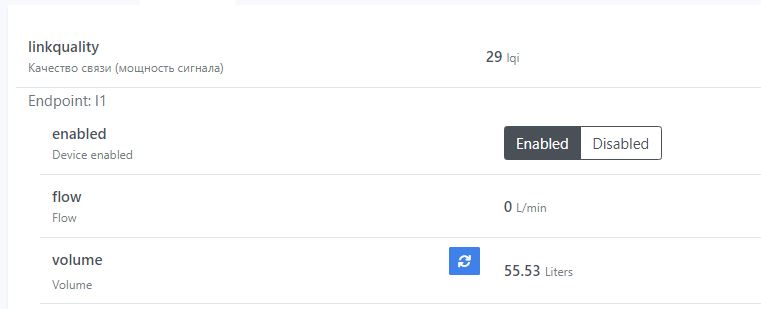 linkquality
Качество связи (мощность сигнала)
29 lqi
Endpoint: l1
enabled
Device enabled
Enabled Disabled
flow
Flow
0 L/min
volume
Volume
55.53 Liters